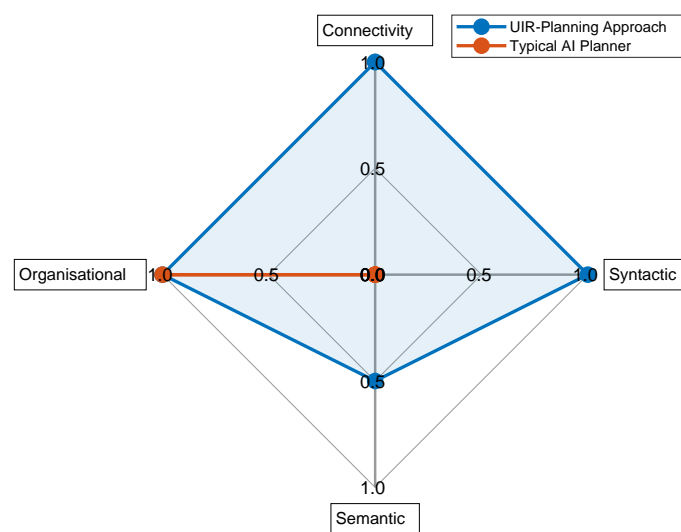 UIR-Planning Approach
Typical AI Planner
Connectivity
1.0
0.5
Organisational
1.0
0.5
0.0
0.5
1.0
Syntactic
0.5
1.0
Semantic